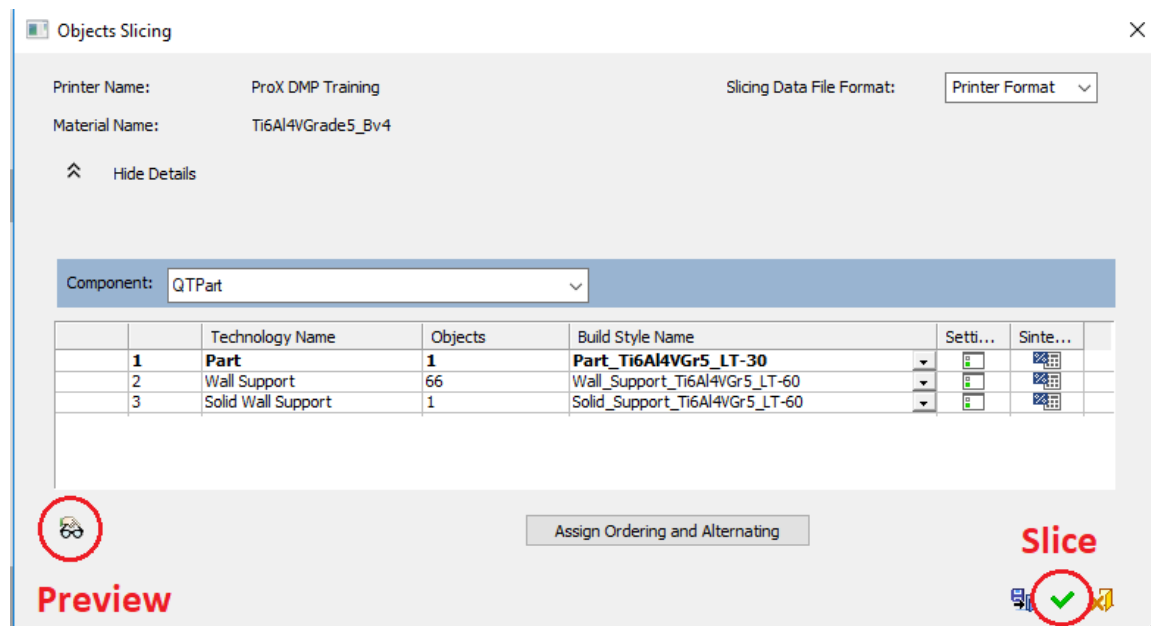 Objects Slicing
Printer Name: ProX DMP Training Slicing Data File Format: Printer Format
Material Name: Ti6Al4VGrade5_Bv4
Hide Details
Component: QTPart
Technology Name Objects Build Style Name Setti... Sinte...
1 Part 1 Part_Ti6Al4VGr5_LT-30
2 Wall Support 66 Wall_Support_Ti6Al4VGr5_LT-60
3 Solid Wall Support 1 Solid_Support_Ti6Al4VGr5_LT-60
Assign Ordering and Alternating
Slice
Preview